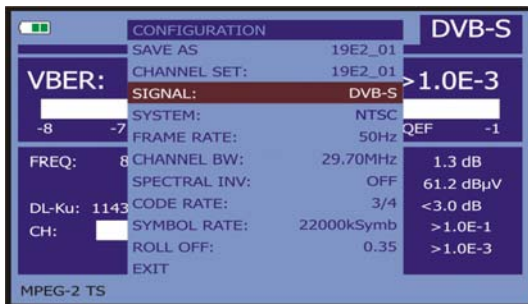 CONFIGURATION
DVB-S
SAVE AS 19E2_01
CHANNEL SET: 19E2_01
VBER: >1.0E-3
SIGNAL: DVB-S
SYSTEM: NTSC
-8 -7 QEF -1
FRAME RATE: 50Hz
FREQ: 8 CHANNEL BW: 29.70MHz 1.3 dB
SPECTRAL INV: OFF 61.2 dBµV
DL-Ku: 1143 CODE RATE: 3/4 <3.0 dB
CH: SYMBOL RATE: 22000kSymb >1.0E-1
ROLL OFF: 0.35 >1.0E-3
EXIT
MPEG-2 TS